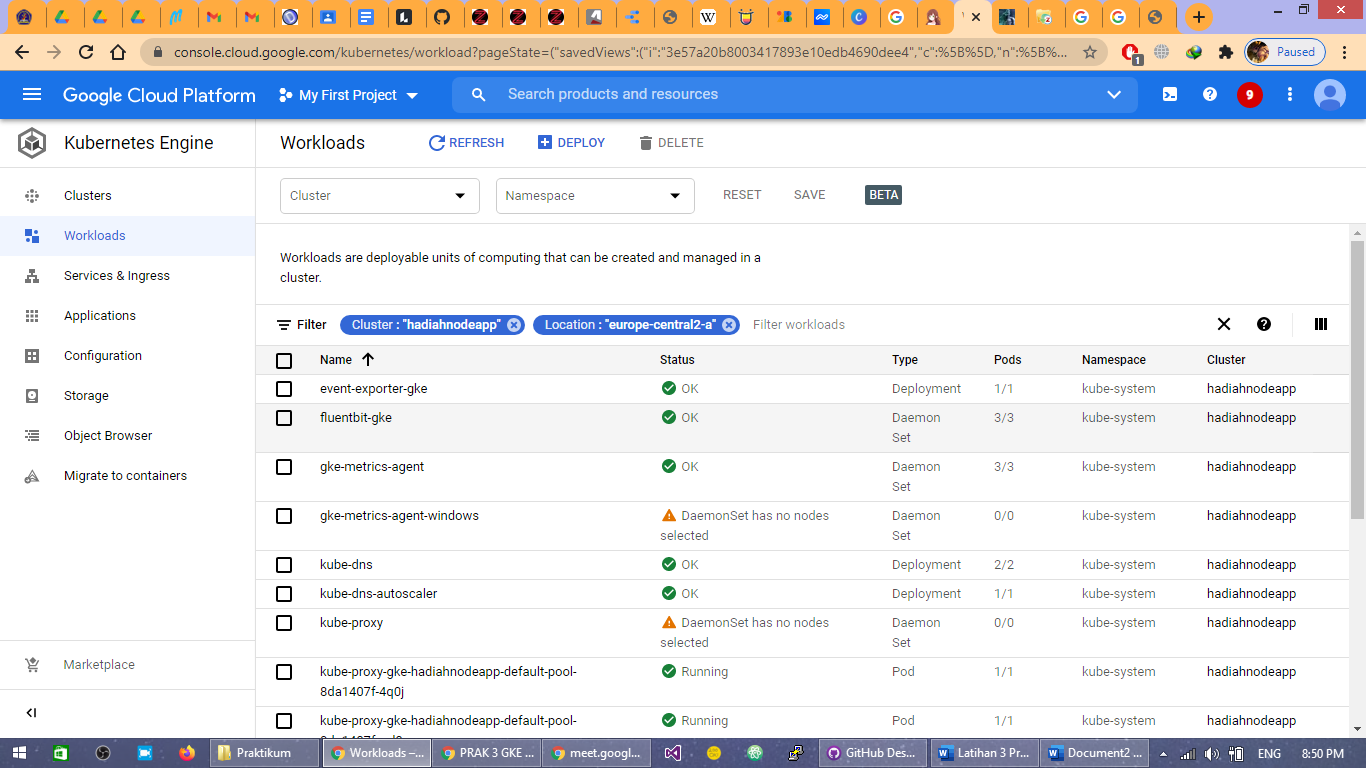 Paused
1
console.cloud.google.com/kubernetes/workload?pageState=("savedViews":("i":"3e57a20b8003417893e10edb4690dee4","c":%5B%5D,"n":%5B%...
Google Cloud Platform
My First Project
Search products and resources
9
Kubernetes Engine
Workloads
REFRESH
DEPLOY
DELETE
Clusters
Workloads
Services & Ingress
Applications
Configuration
Storage
Object Browser
Migrate to containers
Marketplace
Cluster
Namespace
RESET
SAVE
BETA
Workloads are deployable units of computing that can be created and managed in a
cluster.
Filter
Cluster : "hadiahnodeapp"
Location : "europe-central2-a"
Filter workloads
Name Status Type Pods Namespace Cluster
event-exporter-gke OK Deployment 1/1 kube-system hadiahnodeapp
fluentbit-gke OK Daemon 3/3 kube-system hadiahnodeapp
Set
gke-metrics-agent OK Daemon 3/3 kube-system hadiahnodeapp
Set
gke-metrics-agent-windows DaemonSet has no nodes Daemon 0/0 kube-system hadiahnodeapp
selected Set
kube-dns OK Deployment 2/2 kube-system hadiahnodeapp
kube-dns-autoscaler OK Deployment 1/1 kube-system hadiahnodeapp
kube-proxy DaemonSet has no nodes Daemon 0/0 kube-system hadiahnodeapp
selected Set
kube-proxy-gke-hadiahnodeapp-default-pool- Running Pod 1/1 kube-system hadiahnodeapp
8da1407f-4q0j
kube-proxy-gke-hadiahnodeapp-default-pool- Running Pod 1/1 kube-system hadiahnodeapp
Praktikum
Workloads –...
PRAK 3 GKE ...
meet.googl...
GitHub Des...
Latihan 3 Pr...
Document2 ...
ENG
8:50 PM